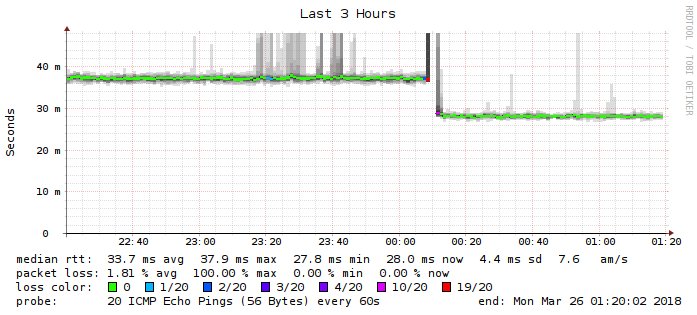 Last 3 Hours
RRDTOOL / TOBI OETIKER
Seconds
40 m
30 m
20 m
10 m
0
22:40 23:00 23:20 23:40 00:00 00:20 00:40 01:00 01:20
median rtt: 33.7 ms avg 37.9 ms max 27.8 ms min 28.0 ms now 4.4 ms sd 7.6 am/s
packet loss: 1.81 % avg 100.00 % max 0.00 % min 0.00 % now
loss color: 0 1/20 2/20 3/20 4/20 10/20 19/20
probe: 20 ICMP Echo Pings (56 Bytes) every 60s end: Mon Mar 26 01:20:02 2018